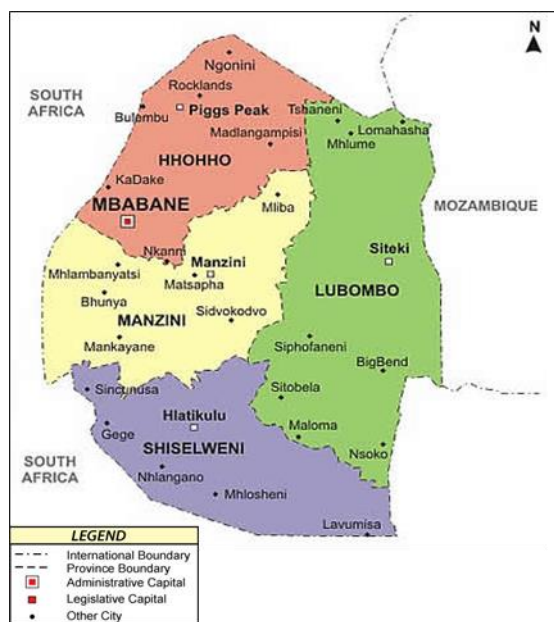 N
Ngonini
SOUTH
AFRICA
Rocklands
Piggs Peak
Bulembu
Tshaneni
Lomahasha
Mhlume
Madlangampisi
HHOHHO
KaDake
MBABANE
Mliba
MOZAMBIQUE
Nkanni
Manzini
Siteki
Mhlambanyatsi
Matsapha
Bhunya
LUBOMBO
MANZINI
Sidvokodvo
Mankayane
Siphofaneni
BigBend
Sincunusa
Sitobela
Hlatikulu
Gege
Maloma
SHISELWENI
Nsoko
SOUTH
AFRICA
Nhlangano
Mhlosheni
Lavumisa
LEGEND
International Boundary
Province Boundary
Administrative Capital
Legislative Capital
Other City